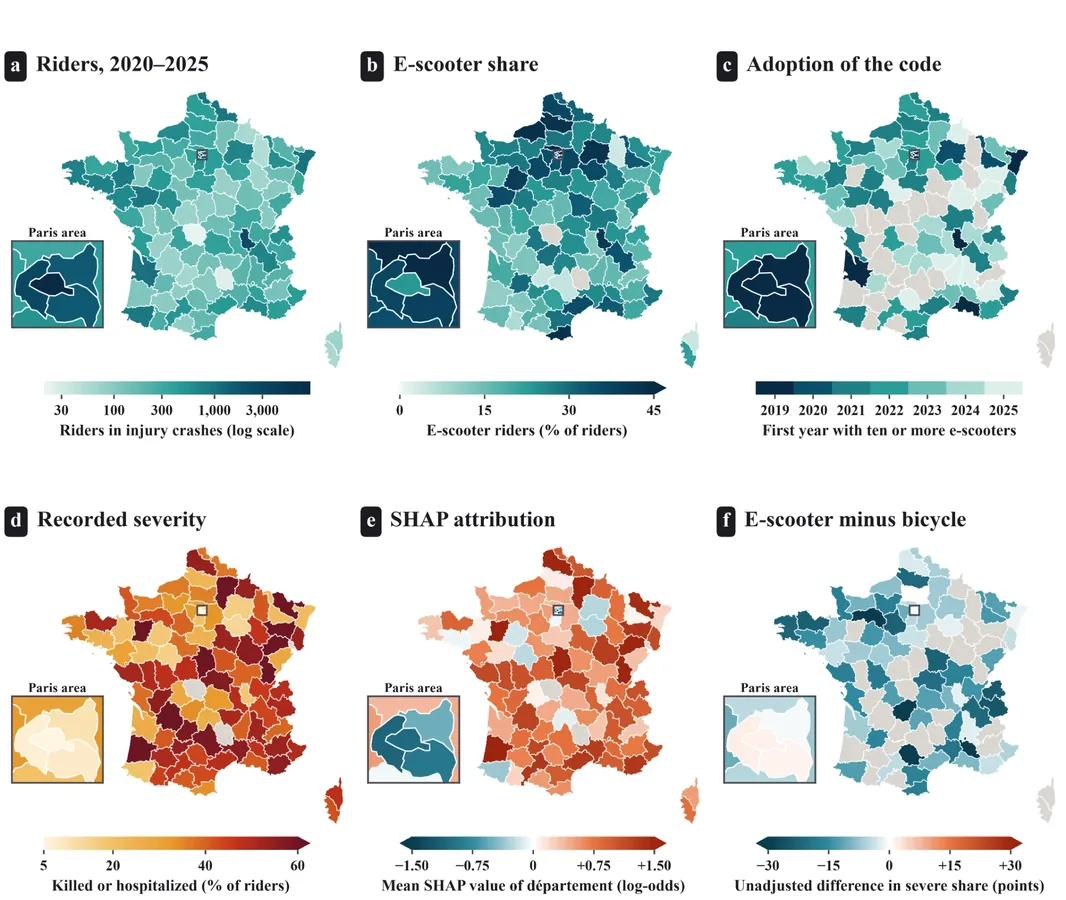 a Riders, 2020–2025
b E-scooter share
c Adoption of the code
Paris area
Paris area
Paris area
30 100 300 1,000 3,000
Riders in injury crashes (log scale)
0 15 30 45
E-scooter riders (% of riders)
2019 2020 2021 2022 2023 2024 2025
First year with ten or more e-scooters
d Recorded severity
e SHAP attribution
f E-scooter minus bicycle
Paris area
Paris area
Paris area
5 20 40 60
Killed or hospitalized (% of riders)
−1.50 −0.75 0 +0.75 +1.50
Mean SHAP value of département (log-odds)
−30 −15 0 +15 +30
Unadjusted difference in severe share (points)